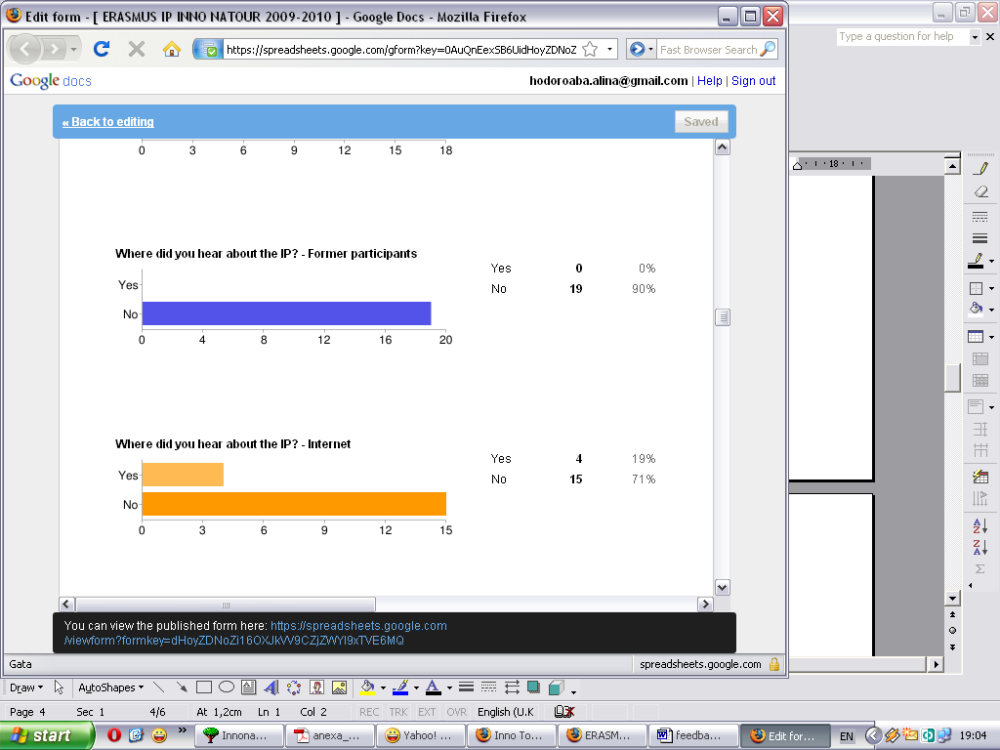 Edit form - [ ERASMUS IP INNO NATOUR 2009-2010 ] - Google Docs - Mozilla Firefox
Type a question for help
https://spreadsheets.google.com/gform?key=0AuQnEexSB6UidHoyZDNoZ
Fast Browser Search
Google docs
hodoroaba.alina@gmail.com | Help | Sign out
« Back to editing
Saved
0 3 6 9 12 15 18
18
Where did you hear about the IP? - Former participants
Yes 0 0%
No 19 90%
Yes
No
0 4 8 12 16 20
Where did you hear about the IP? - Internet
Yes 4 19%
No 15 71%
Yes
No
0 3 6 9 12 15
You can view the published form here: https://spreadsheets.google.com
/viewform?formkey=dHoyZDNoZi16OXJkVV9CZjZWYl9xTVE6MQ
Gata
spreadsheets.google.com
Draw AutoShapes
Page 4 Sec 1 4/6 At 1,2cm Ln 1 Col 2 REC TRK EXT OVR English (U.K
start Innona... anexa_... Yahoo! ... Inno To... ERASM... feedba... Edit for... EN 19:04